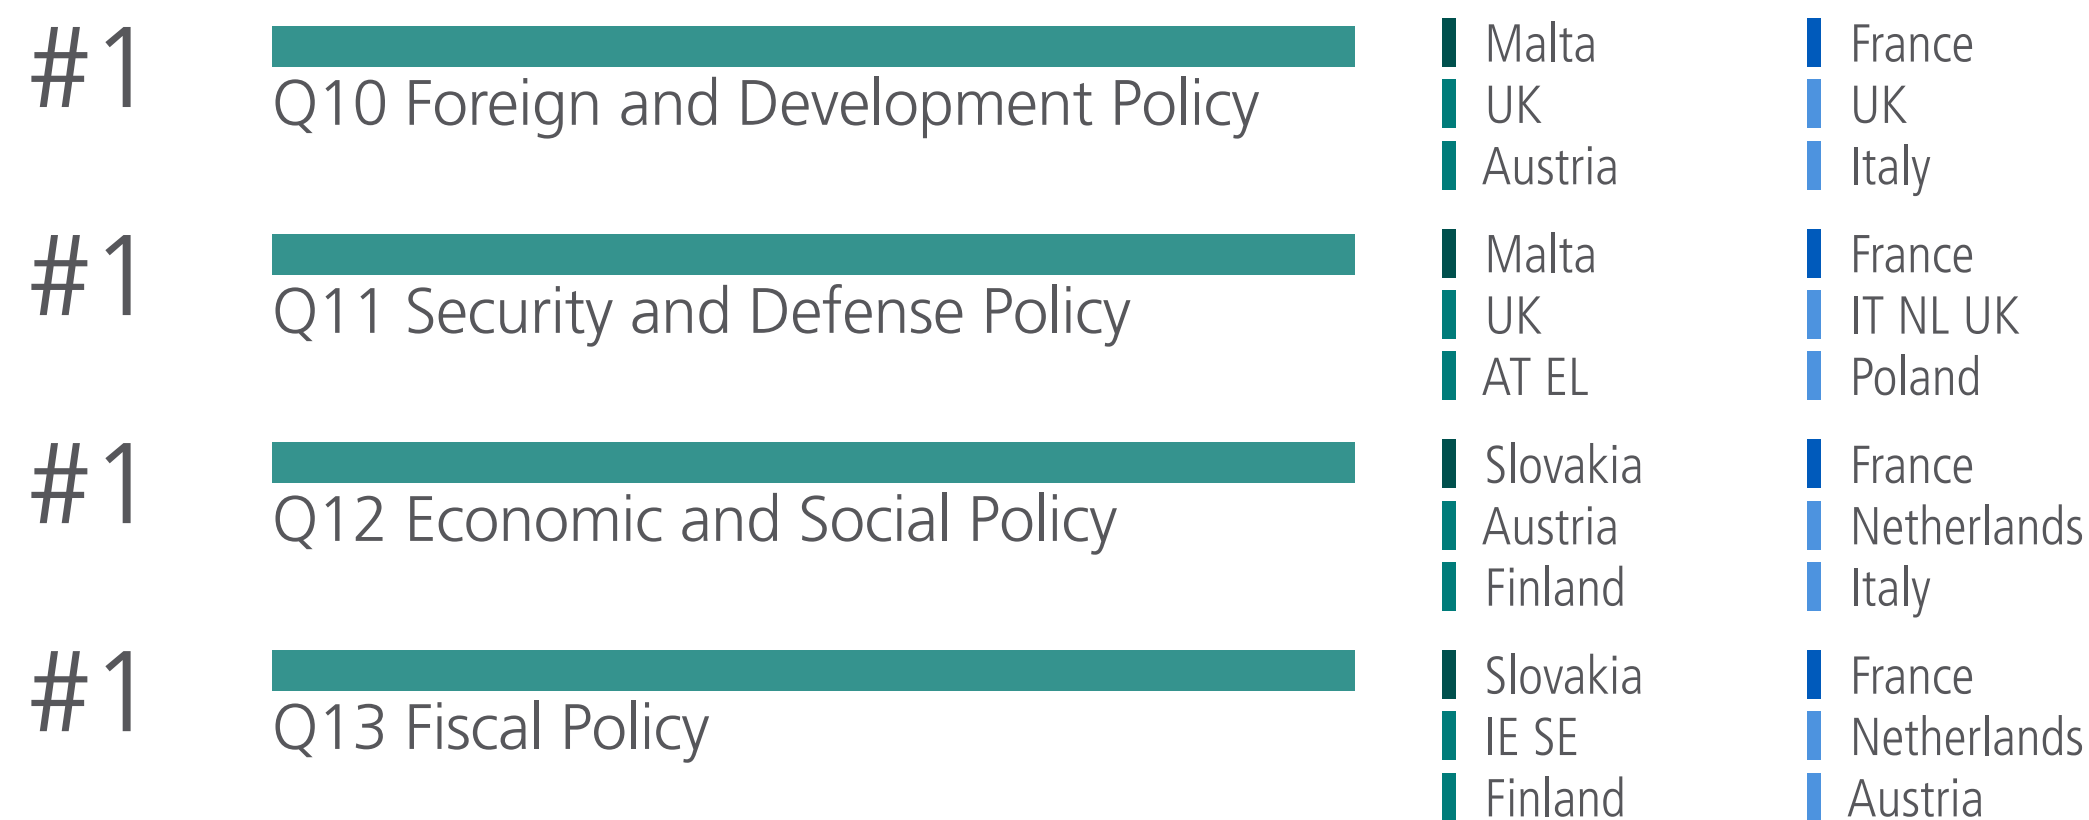 #1
Q10 Foreign and Development Policy
Malta
UK
Austria
France
UK
Italy
#1
Q11 Security and Defense Policy
Malta
UK
AT EL
France
IT NL UK
Poland
#1
Q12 Economic and Social Policy
Slovakia
Austria
Finland
France
Netherlands
Italy
#1
Q13 Fiscal Policy
Slovakia
IE SE
Finland
France
Netherlands
Austria